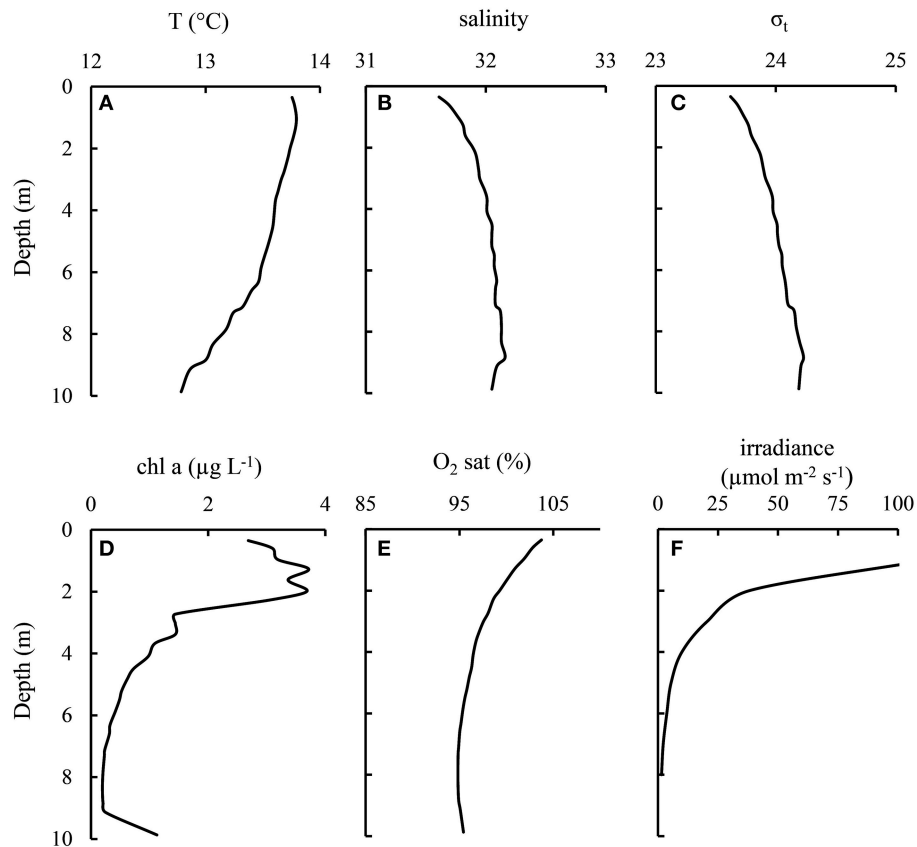 T (°C) salinity σt
12 13 14 31 32 33 23 24 25
0
A B C
2
4
6
8
10
Depth (m)
chl a (µg L-1) O2 sat (%) irradiance
(µmol m-2 s-1)
0 2 4 85 95 105 0 25 50 75 100
0
D E F
2
4
6
8
10
Depth (m)